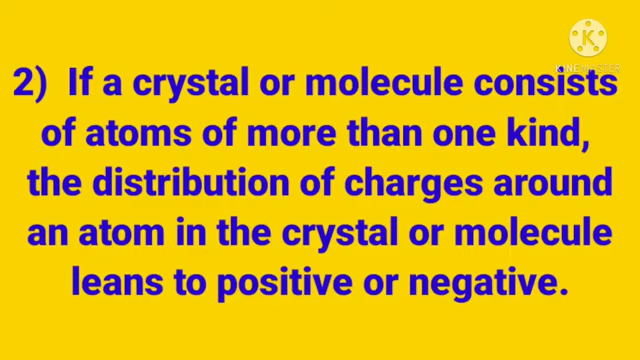 K
KINEMASTER
2) If a crystal or molecule consists
of atoms of more than one kind,
the distribution of charges around
an atom in the crystal or molecule
leans to positive or negative.